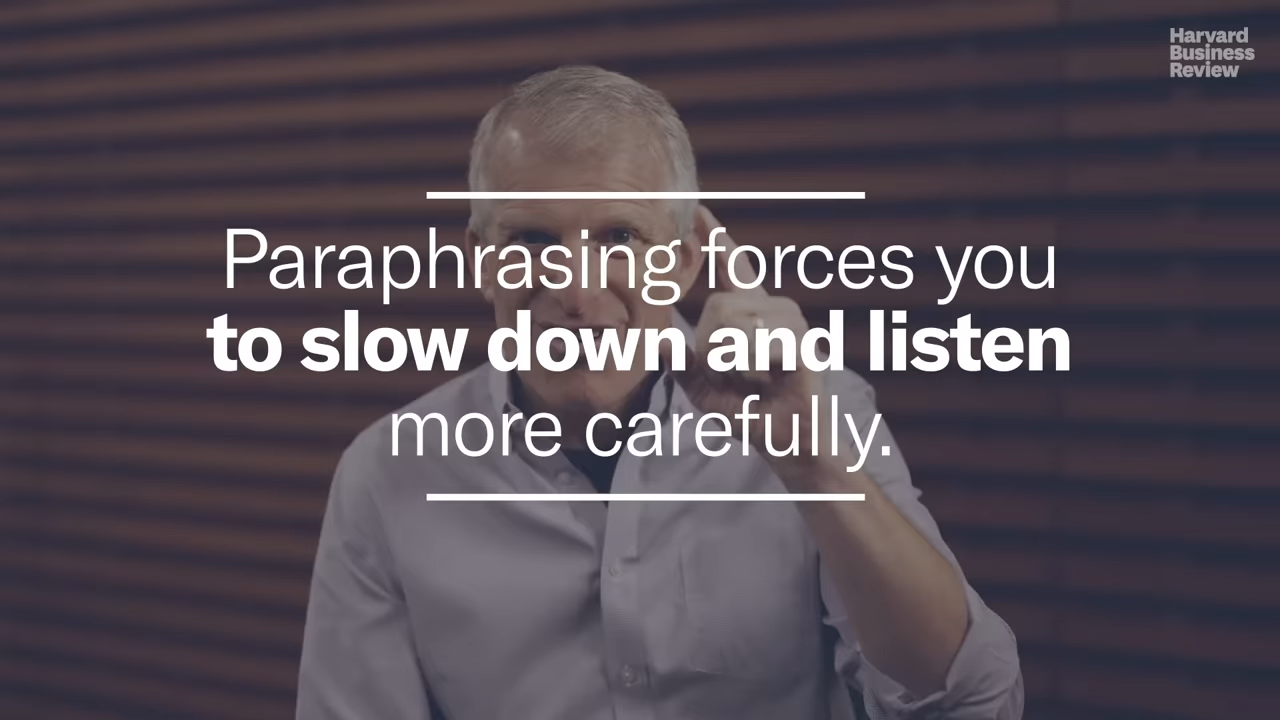 Harvard
Business
Review
Paraphrasing forces you
to slow down and listen
more carefully.